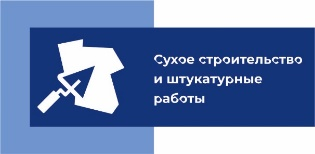 Сухое строительство
и штукатурные
работы